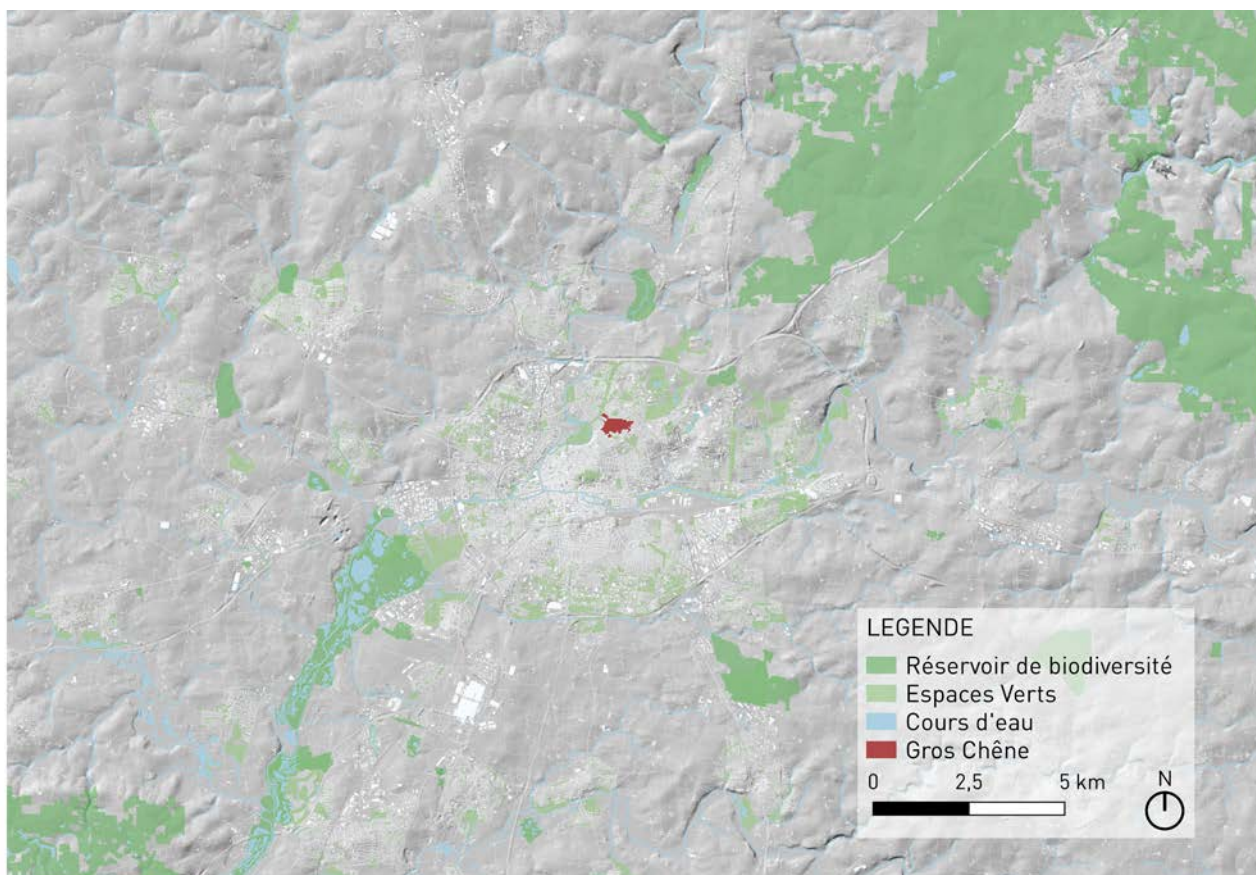 LEGENDE
Réservoir de biodiversité
Espaces Verts
Cours d'eau
Gros Chêne
0 2,5 5 km
N